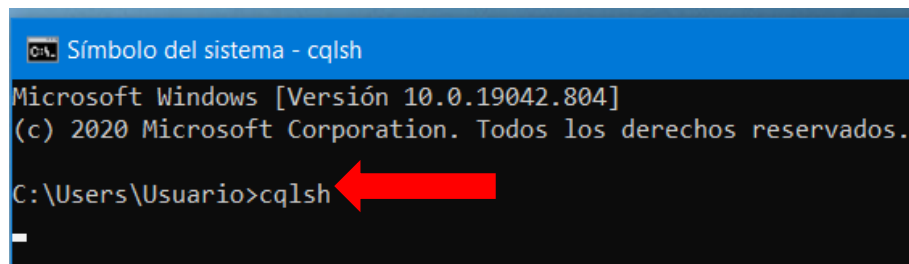 Símbolo del sistema - cqlsh
Microsoft Windows [Versión 10.0.19042.804]
(c) 2020 Microsoft Corporation. Todos los derechos reservados.
C:\Users\Usuario>cqlsh